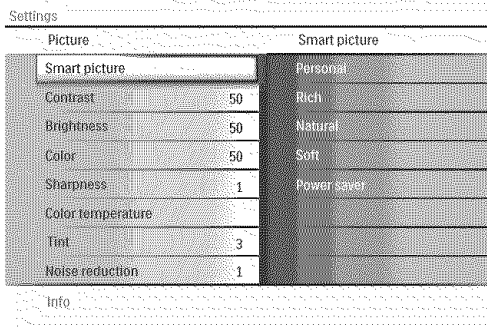 Settings
Picture Smart picture
Smart picture Personal
Contrast 50 Rich
Brightness 50 Natural
Color 50 Soft
Sharpness 1 Power saver
Color temperature
Tint 3
Noise reduction 1
Info